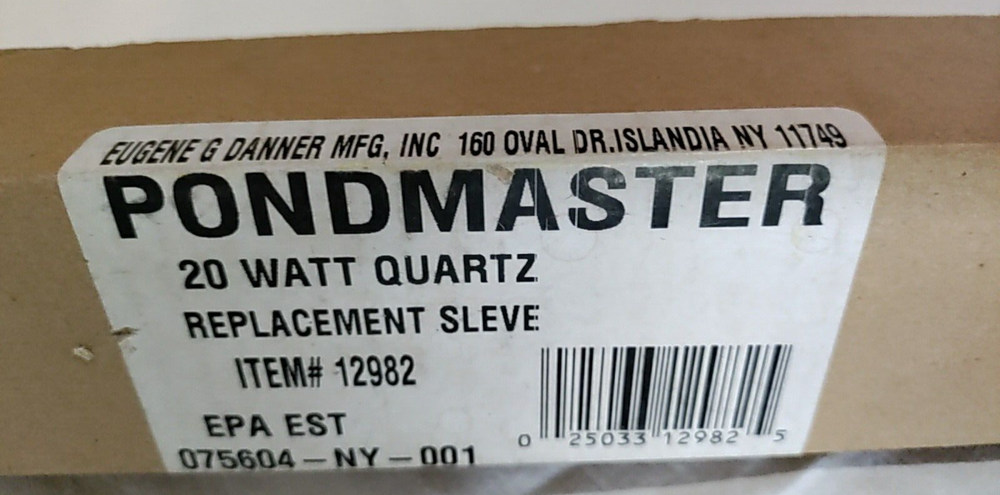 EUGENE G DANNER MFG, INC 160 OVAL DR.ISLANDIA NY 11749
PONDMASTER
20 WATT QUARTZ
REPLACEMENT SLEVE
ITEM# 12982
EPA EST
075604-NY-001
0 25033 12982 5